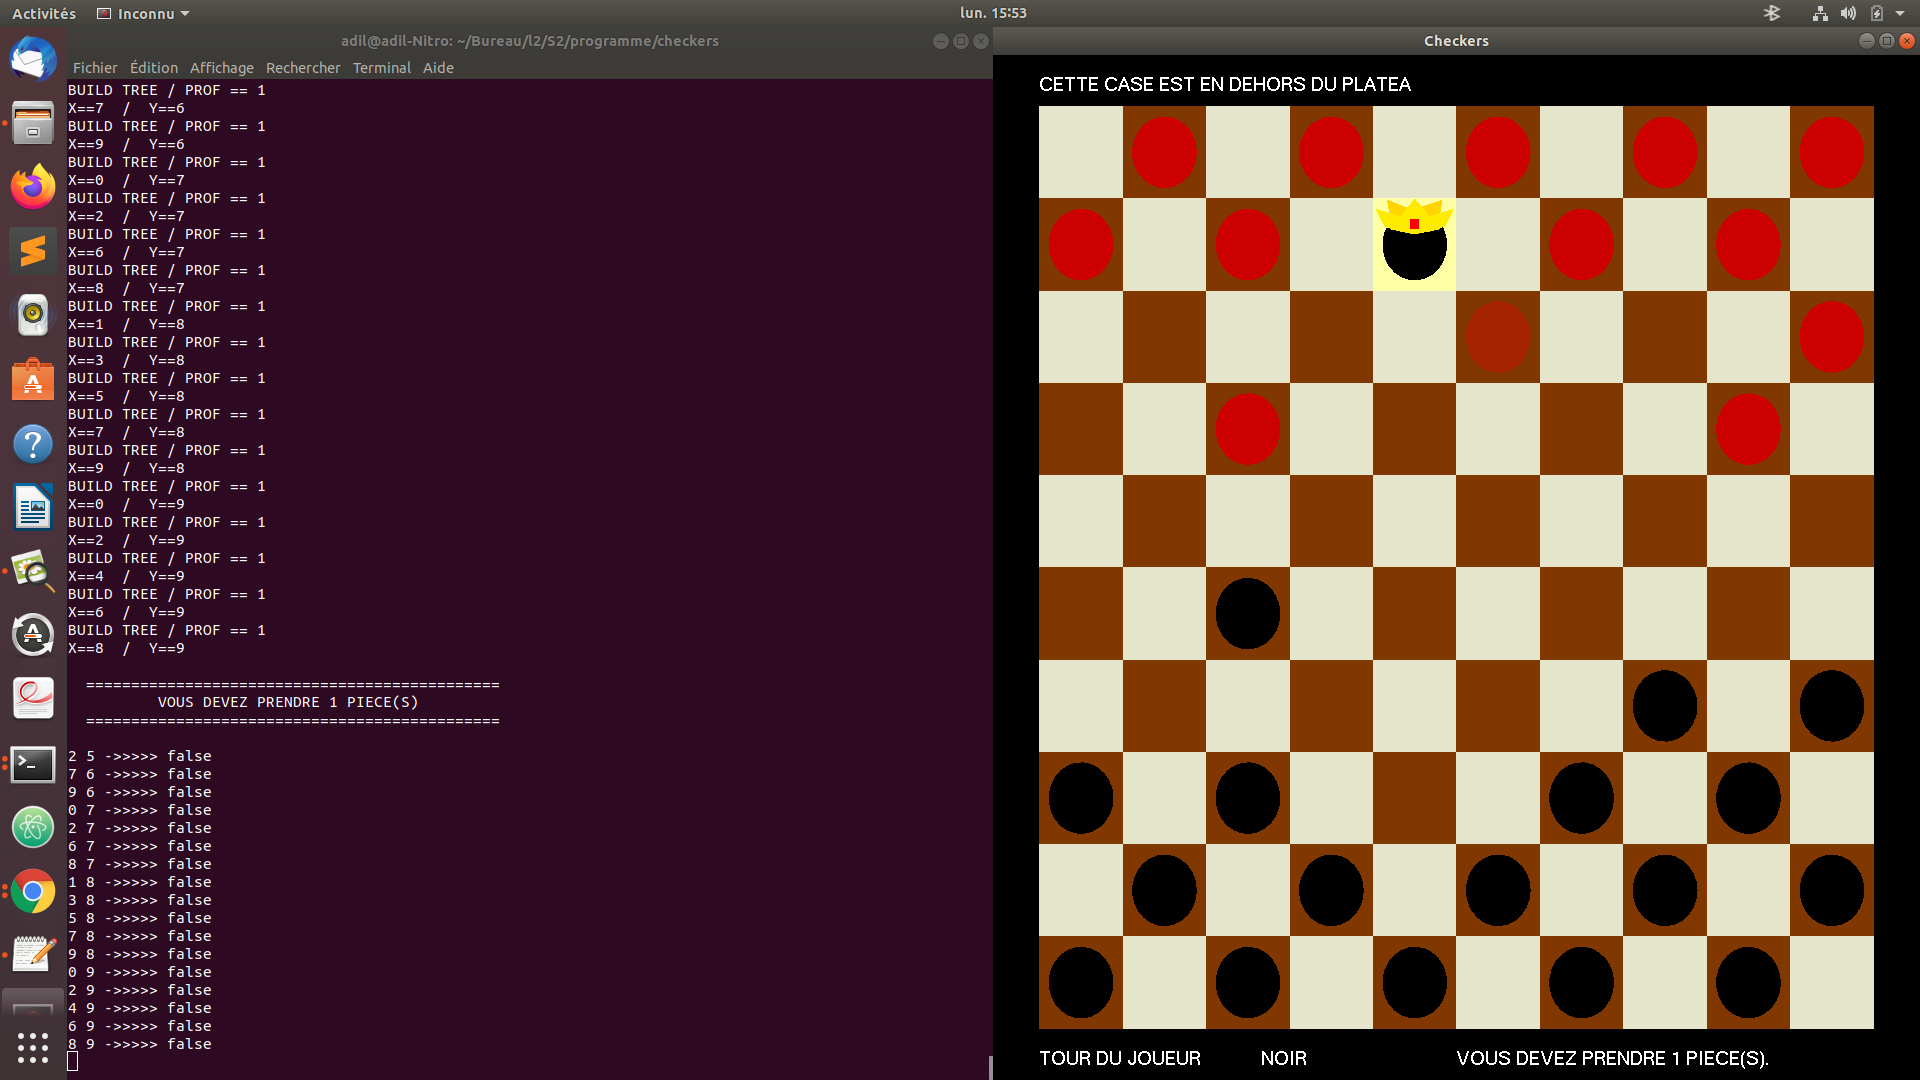 Activités Inconnu lun. 15:53
adil@adil-Nitro: ~/Bureau/l2/S2/programme/checkers
Fichier Édition Affichage Rechercher Terminal Aide
BUILD TREE / PROF == 1
X==7 / Y==6
BUILD TREE / PROF == 1
X==9 / Y==6
BUILD TREE / PROF == 1
X==0 / Y==7
BUILD TREE / PROF == 1
X==2 / Y==7
BUILD TREE / PROF == 1
X==6 / Y==7
BUILD TREE / PROF == 1
X==8 / Y==7
BUILD TREE / PROF == 1
X==1 / Y==8
BUILD TREE / PROF == 1
X==3 / Y==8
BUILD TREE / PROF == 1
X==5 / Y==8
BUILD TREE / PROF == 1
X==7 / Y==8
BUILD TREE / PROF == 1
X==9 / Y==8
BUILD TREE / PROF == 1
X==0 / Y==9
BUILD TREE / PROF == 1
X==2 / Y==9
BUILD TREE / PROF == 1
X==4 / Y==9
BUILD TREE / PROF == 1
X==6 / Y==9
BUILD TREE / PROF == 1
X==8 / Y==9
==============================================
VOUS DEVEZ PRENDRE 1 PIECE(S)
==============================================
2 5 ->>>>> false
7 6 ->>>>> false
9 6 ->>>>> false
0 7 ->>>>> false
2 7 ->>>>> false
6 7 ->>>>> false
8 7 ->>>>> false
1 8 ->>>>> false
3 8 ->>>>> false
5 8 ->>>>> false
7 8 ->>>>> false
9 8 ->>>>> false
0 9 ->>>>> false
2 9 ->>>>> false
4 9 ->>>>> false
6 9 ->>>>> false
8 9 ->>>>> false
Checkers
CETTE CASE EST EN DEHORS DU PLATEA
TOUR DU JOUEUR NOIR VOUS DEVEZ PRENDRE 1 PIECE(S).